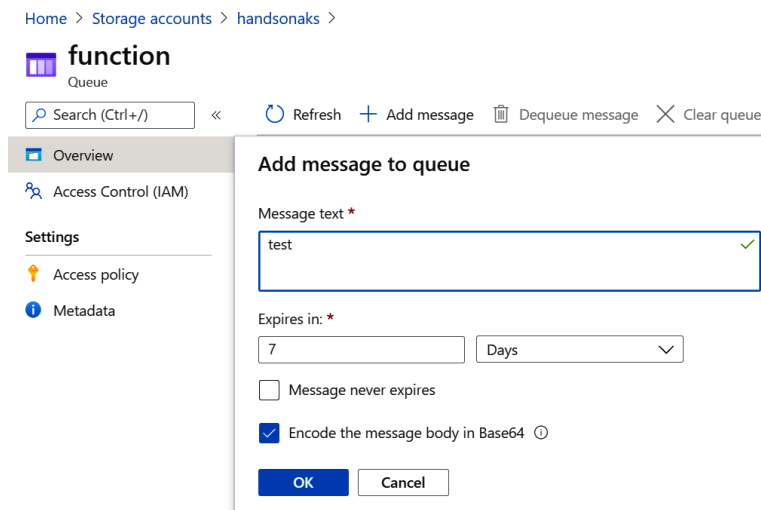 Home > Storage accounts > handsonaks >
function
Queue
Search (Ctrl+/)
«
Refresh
Add message
Dequeue message
Clear queue
Overview
Access Control (IAM)
Settings
Access policy
Metadata
Add message to queue
Message text *
test
Expires in: *
7
Days
Message never expires
Encode the message body in Base64
OK
Cancel